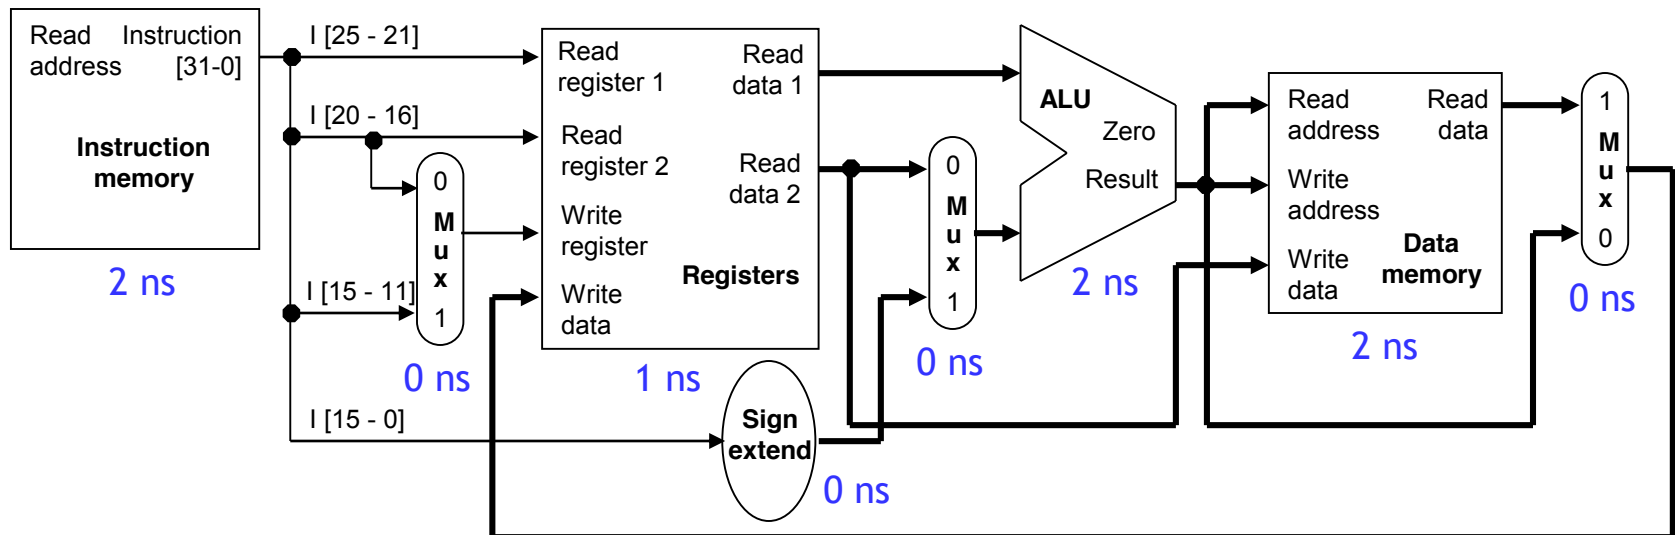 Read Instruction
address [31-0]
Instruction
memory
2 ns
I [25 - 21]
I [20 - 16]
I [15 - 11]
I [15 - 0]
0
M
u
x
1
0 ns
Read
register 1
Read
register 2
Write
register
Write
data
Read
data 1
Read
data 2
Registers
1 ns
Sign
extend
0 ns
0
M
u
x
1
0 ns
ALU
Zero
Result
2 ns
Read
address
Write
address
Write
data
Read
data
Data
memory
2 ns
1
M
u
x
0
0 ns